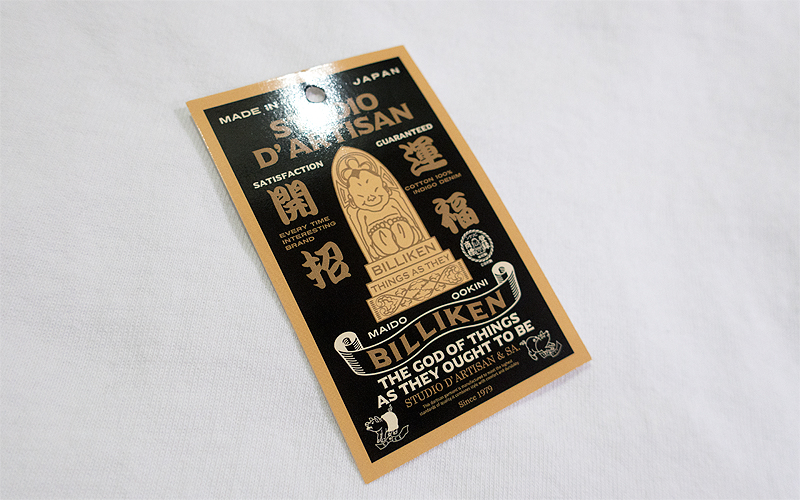 MADE IN JAPAN
D'ARTISAN
SATISFACTION GUARANTEED
開 運
EVERY TIME
INTERESTING
BRAND
COTTON 100%
INDIGO DENIM
招 福
BILLIKEN
THINGS AS THEY
MAIDO OOKINI
BILLIKEN
THE GOD OF THINGS
AS THEY OUGHT TO BE
STUDIO D'ARTISAN & SA.
Since 1979